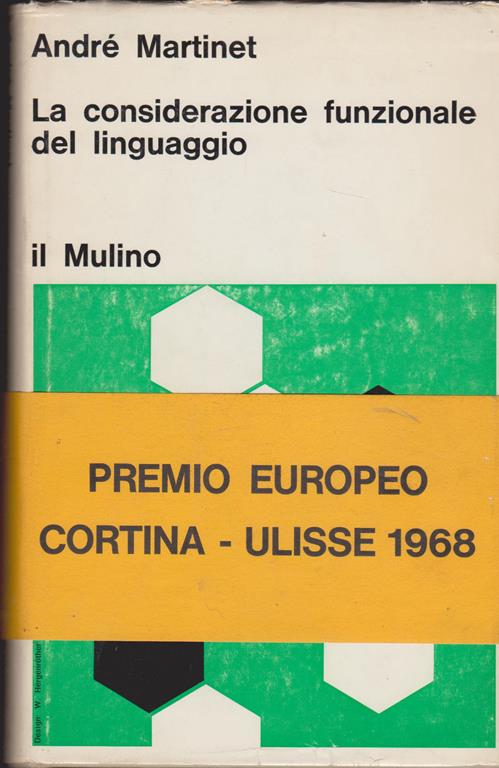 André Martinet
La considerazione funzionale
del linguaggio
il Mulino
PREMIO EUROPEO
CORTINA - ULISSE 1968
Design: W. Hergenröther